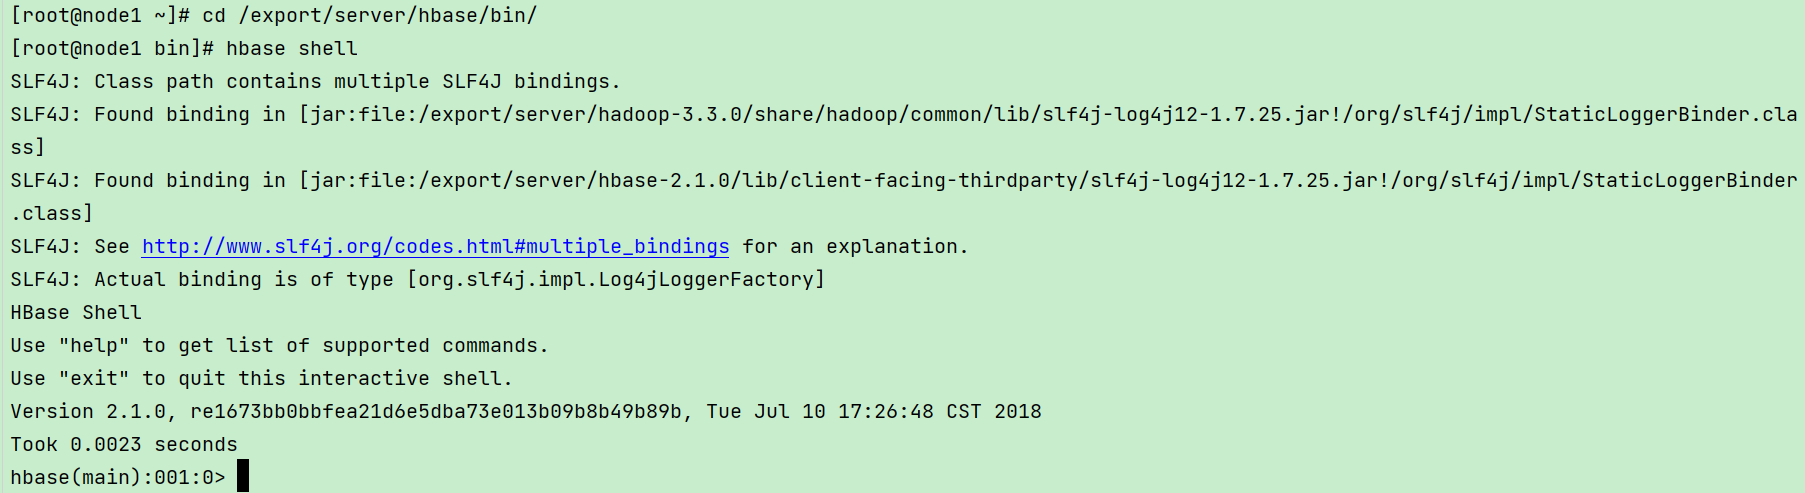 [root@node1 ~]# cd /export/server/hbase/bin/
[root@node1 bin]# hbase shell
SLF4J: Class path contains multiple SLF4J bindings.
SLF4J: Found binding in [jar:file:/export/server/hadoop-3.3.0/share/hadoop/common/lib/slf4j-log4j12-1.7.25.jar!/org/slf4j/impl/StaticLoggerBinder.cla
ss]
SLF4J: Found binding in [jar:file:/export/server/hbase-2.1.0/lib/client-facing-thirdparty/slf4j-log4j12-1.7.25.jar!/org/slf4j/impl/StaticLoggerBinder
.class]
SLF4J: See http://www.slf4j.org/codes.html#multiple_bindings for an explanation.
SLF4J: Actual binding is of type [org.slf4j.impl.Log4jLoggerFactory]
HBase Shell
Use "help" to get list of supported commands.
Use "exit" to quit this interactive shell.
Version 2.1.0, re1673bb0bbfea21d6e5dba73e013b09b8b49b89b, Tue Jul 10 17:26:48 CST 2018
Took 0.0023 seconds
hbase(main):001:0>